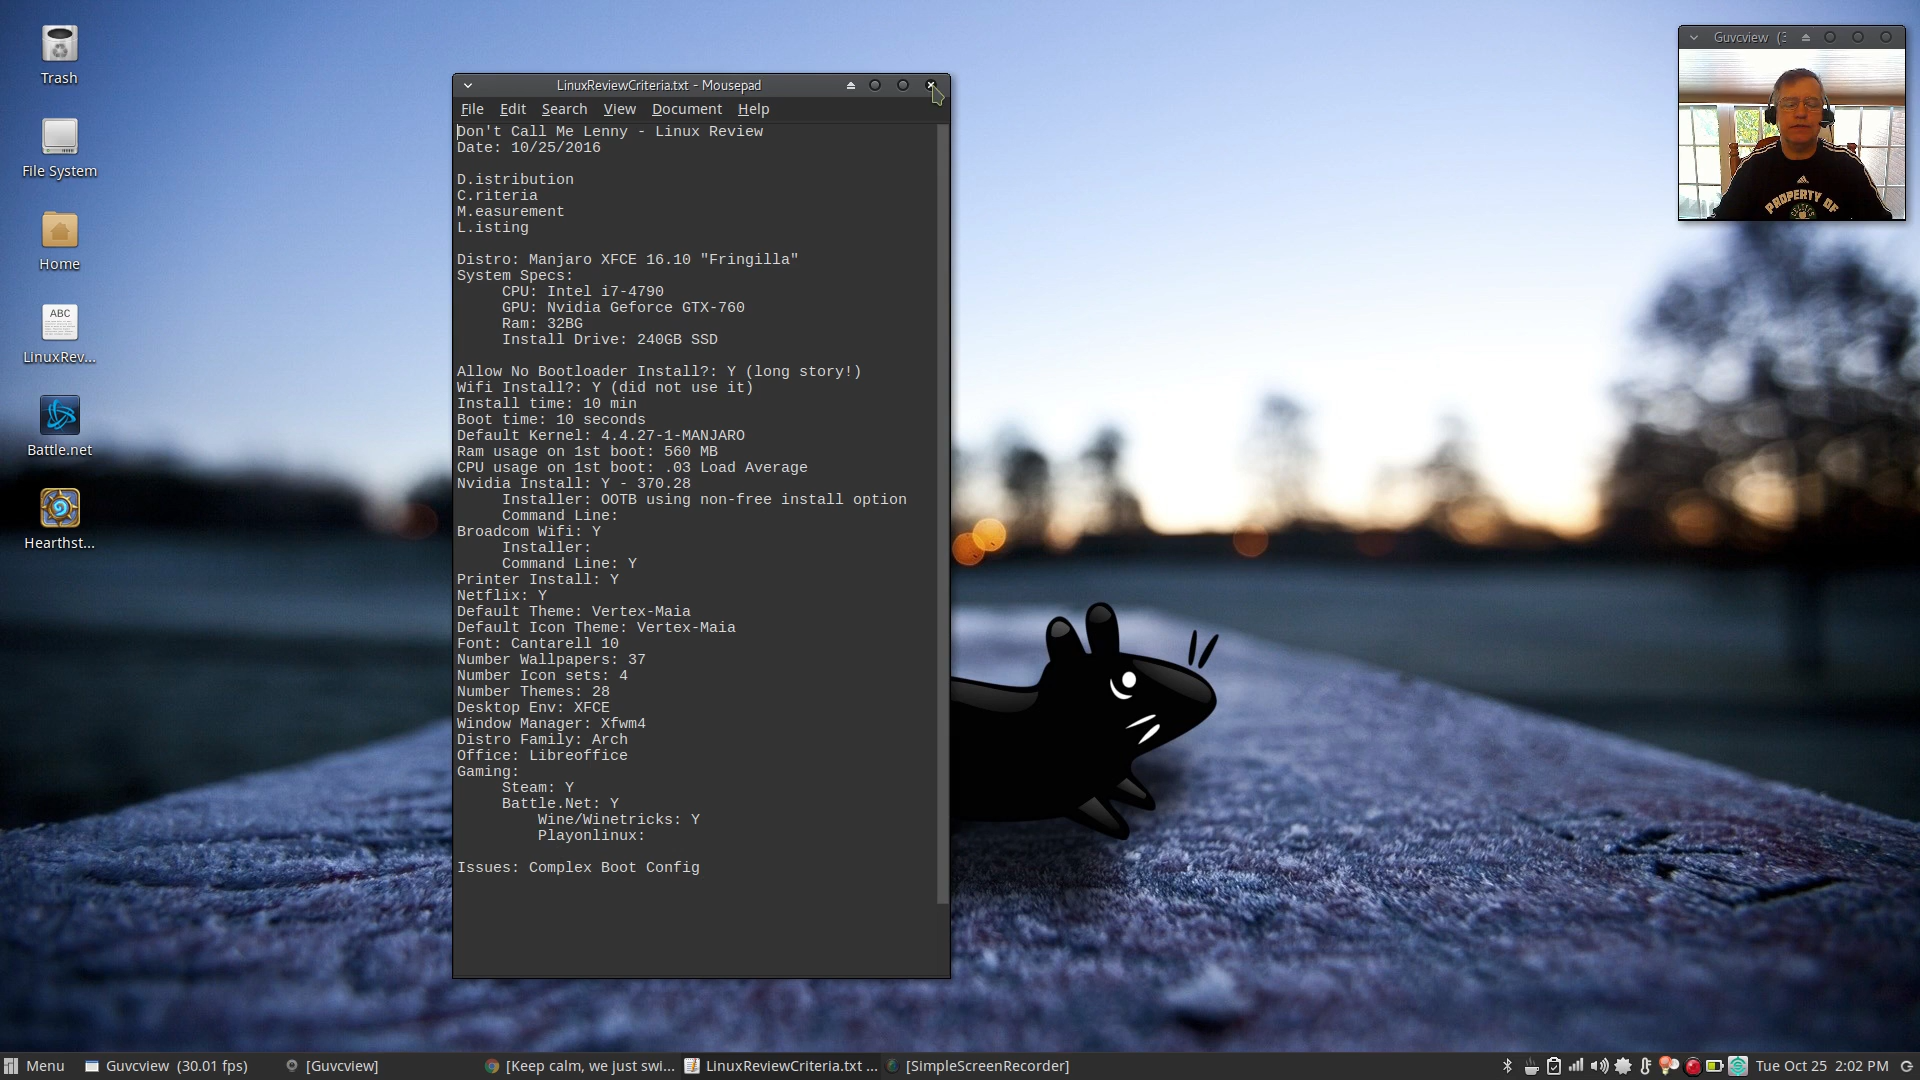 Trash
File System
Home
ABC
LinuxRev...
Battle.net
Hearthst...
LinuxReviewCriteria.txt - Mousepad
File Edit Search View Document Help
Don't Call Me Lenny - Linux Review
Date: 10/25/2016
D.istribution
C.riteria
M.easurement
L.isting
Distro: Manjaro XFCE 16.10 "Fringilla"
System Specs:
CPU: Intel i7-4790
GPU: Nvidia Geforce GTX-760
Ram: 32BG
Install Drive: 240GB SSD
Allow No Bootloader Install?: Y (long story!)
Wifi Install?: Y (did not use it)
Install time: 10 min
Boot time: 10 seconds
Default Kernel: 4.4.27-1-MANJARO
Ram usage on 1st boot: 560 MB
CPU usage on 1st boot: .03 Load Average
Nvidia Install: Y - 370.28
Installer: OOTB using non-free install option
Command Line:
Broadcom Wifi: Y
Installer:
Command Line: Y
Printer Install: Y
Netflix: Y
Default Theme: Vertex-Maia
Default Icon Theme: Vertex-Maia
Font: Cantarell 10
Number Wallpapers: 37
Number Icon sets: 4
Number Themes: 28
Desktop Env: XFCE
Window Manager: Xfwm4
Distro Family: Arch
Office: Libreoffice
Gaming:
Steam: Y
Battle.Net: Y
Wine/Winetricks: Y
Playonlinux:
Issues: Complex Boot Config
Guvcview (3
PROPERTY OF
Menu Guvcview (30.01 fps) [Guvcview] [Keep calm, we just swi... LinuxReviewCriteria.txt ... [SimpleScreenRecorder] Tue Oct 25 2:02 PM